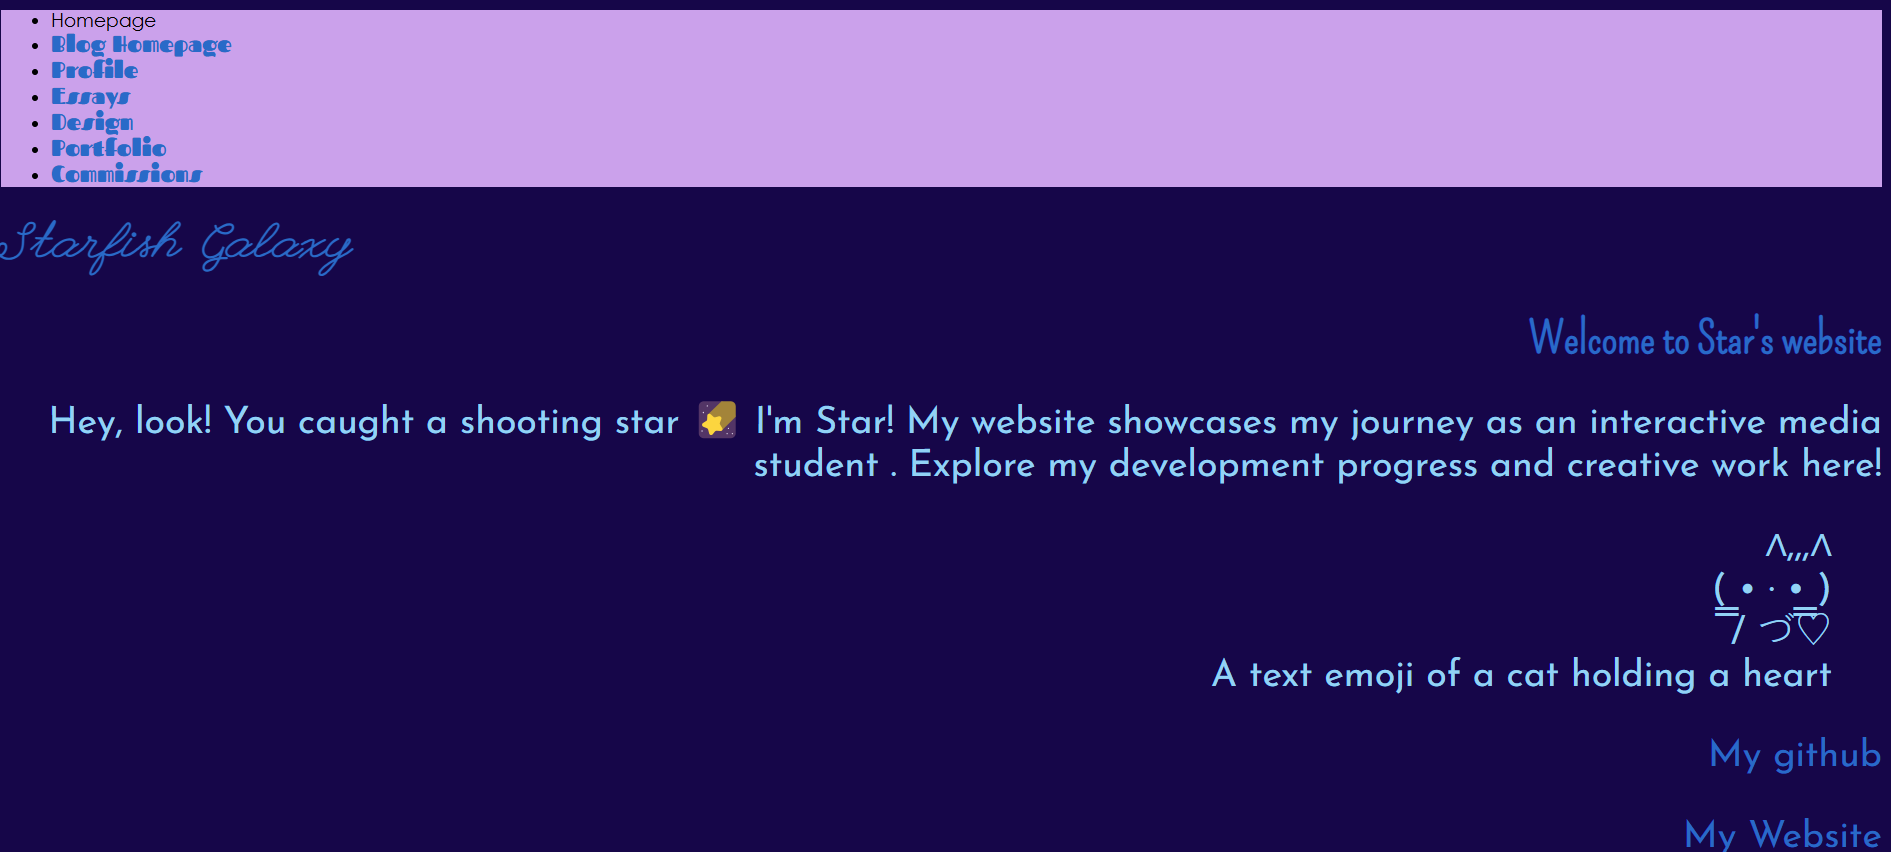 Homepage
Blog Homepage
Profile
Essays
Design
Portfolio
Commissions
Starfish Galaxy
Welcome to Star's website
Hey, look! You caught a shooting star 🌠 I'm Star! My website showcases my journey as an interactive media
student . Explore my development progress and creative work here!
Λ,,,Λ
( ̳ • · • ̳ )
/ づ♡
A text emoji of a cat holding a heart
My github
My Website